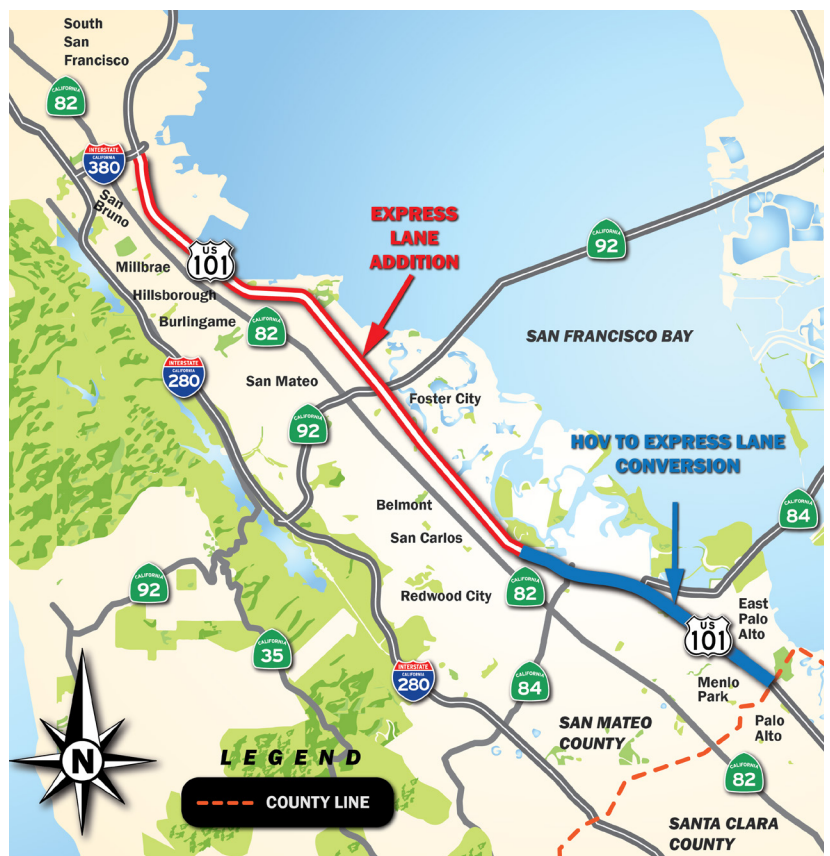 South
San
Francisco
CALIFORNIA
82
INTERSTATE
CALIFORNIA
380
San
Bruno
US
101
EXPRESS
LANE
ADDITION
CALIFORNIA
92
Millbrae
Hillsborough
Burlingame
CALIFORNIA
82
SAN FRANCISCO BAY
INTERSTATE
CALIFORNIA
280
San Mateo
Foster City
CALIFORNIA
92
HOV TO EXPRESS LANE
CONVERSION
Belmont
San Carlos
CALIFORNIA
84
CALIFORNIA
92
Redwood City
CALIFORNIA
82
East
Palo
Alto
US
101
CALIFORNIA
35
INTERSTATE
CALIFORNIA
280
CALIFORNIA
84
Menlo
Park
SAN MATEO
COUNTY
Palo
Alto
N
LEGEND
COUNTY LINE
CALIFORNIA
82
SANTA CLARA
COUNTY